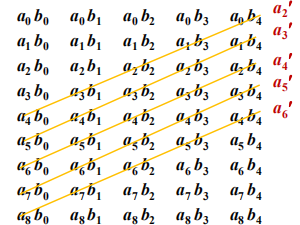 a₀b₀ a₀b₁ a₀b₂ a₀b₃ a₀b₄ a₂'
a₁b₀ a₁b₁ a₁b₂ a₁b₃ a₁b₄ a₃'
a₂b₀ a₂b₁ a₂b₂ a₂b₃ a₂b₄ a₄'
a₃b₀ a₃b₁ a₃b₂ a₃b₃ a₃b₄ a₅'
a₄b₀ a₄b₁ a₄b₂ a₄b₃ a₄b₄ a₆'
a₅b₀ a₅b₁ a₅b₂ a₅b₃ a₅b₄
a₆b₀ a₆b₁ a₆b₂ a₆b₃ a₆b₄
a₇b₀ a₇b₁ a₇b₂ a₇b₃ a₇b₄
a₈b₀ a₈b₁ a₈b₂ a₈b₃ a₈b₄